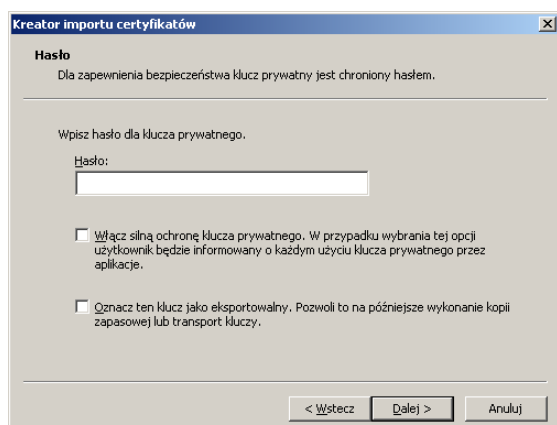 Kreator importu certyfikatów
Hasło
Dla zapewnienia bezpieczeństwa klucz prywatny jest chroniony hasłem.
Wpisz hasło dla klucza prywatnego.
Hasło:
Włącz silną ochronę klucza prywatnego. W przypadku wybrania tej opcji
użytkownik będzie informowany o każdym użyciu klucza prywatnego przez
aplikacje.
Oznacz ten klucz jako eksportowalny. Pozwoli to na późniejsze wykonanie kopii
zapasowej lub transport kluczy.
< Wstecz Dalej > Anuluj